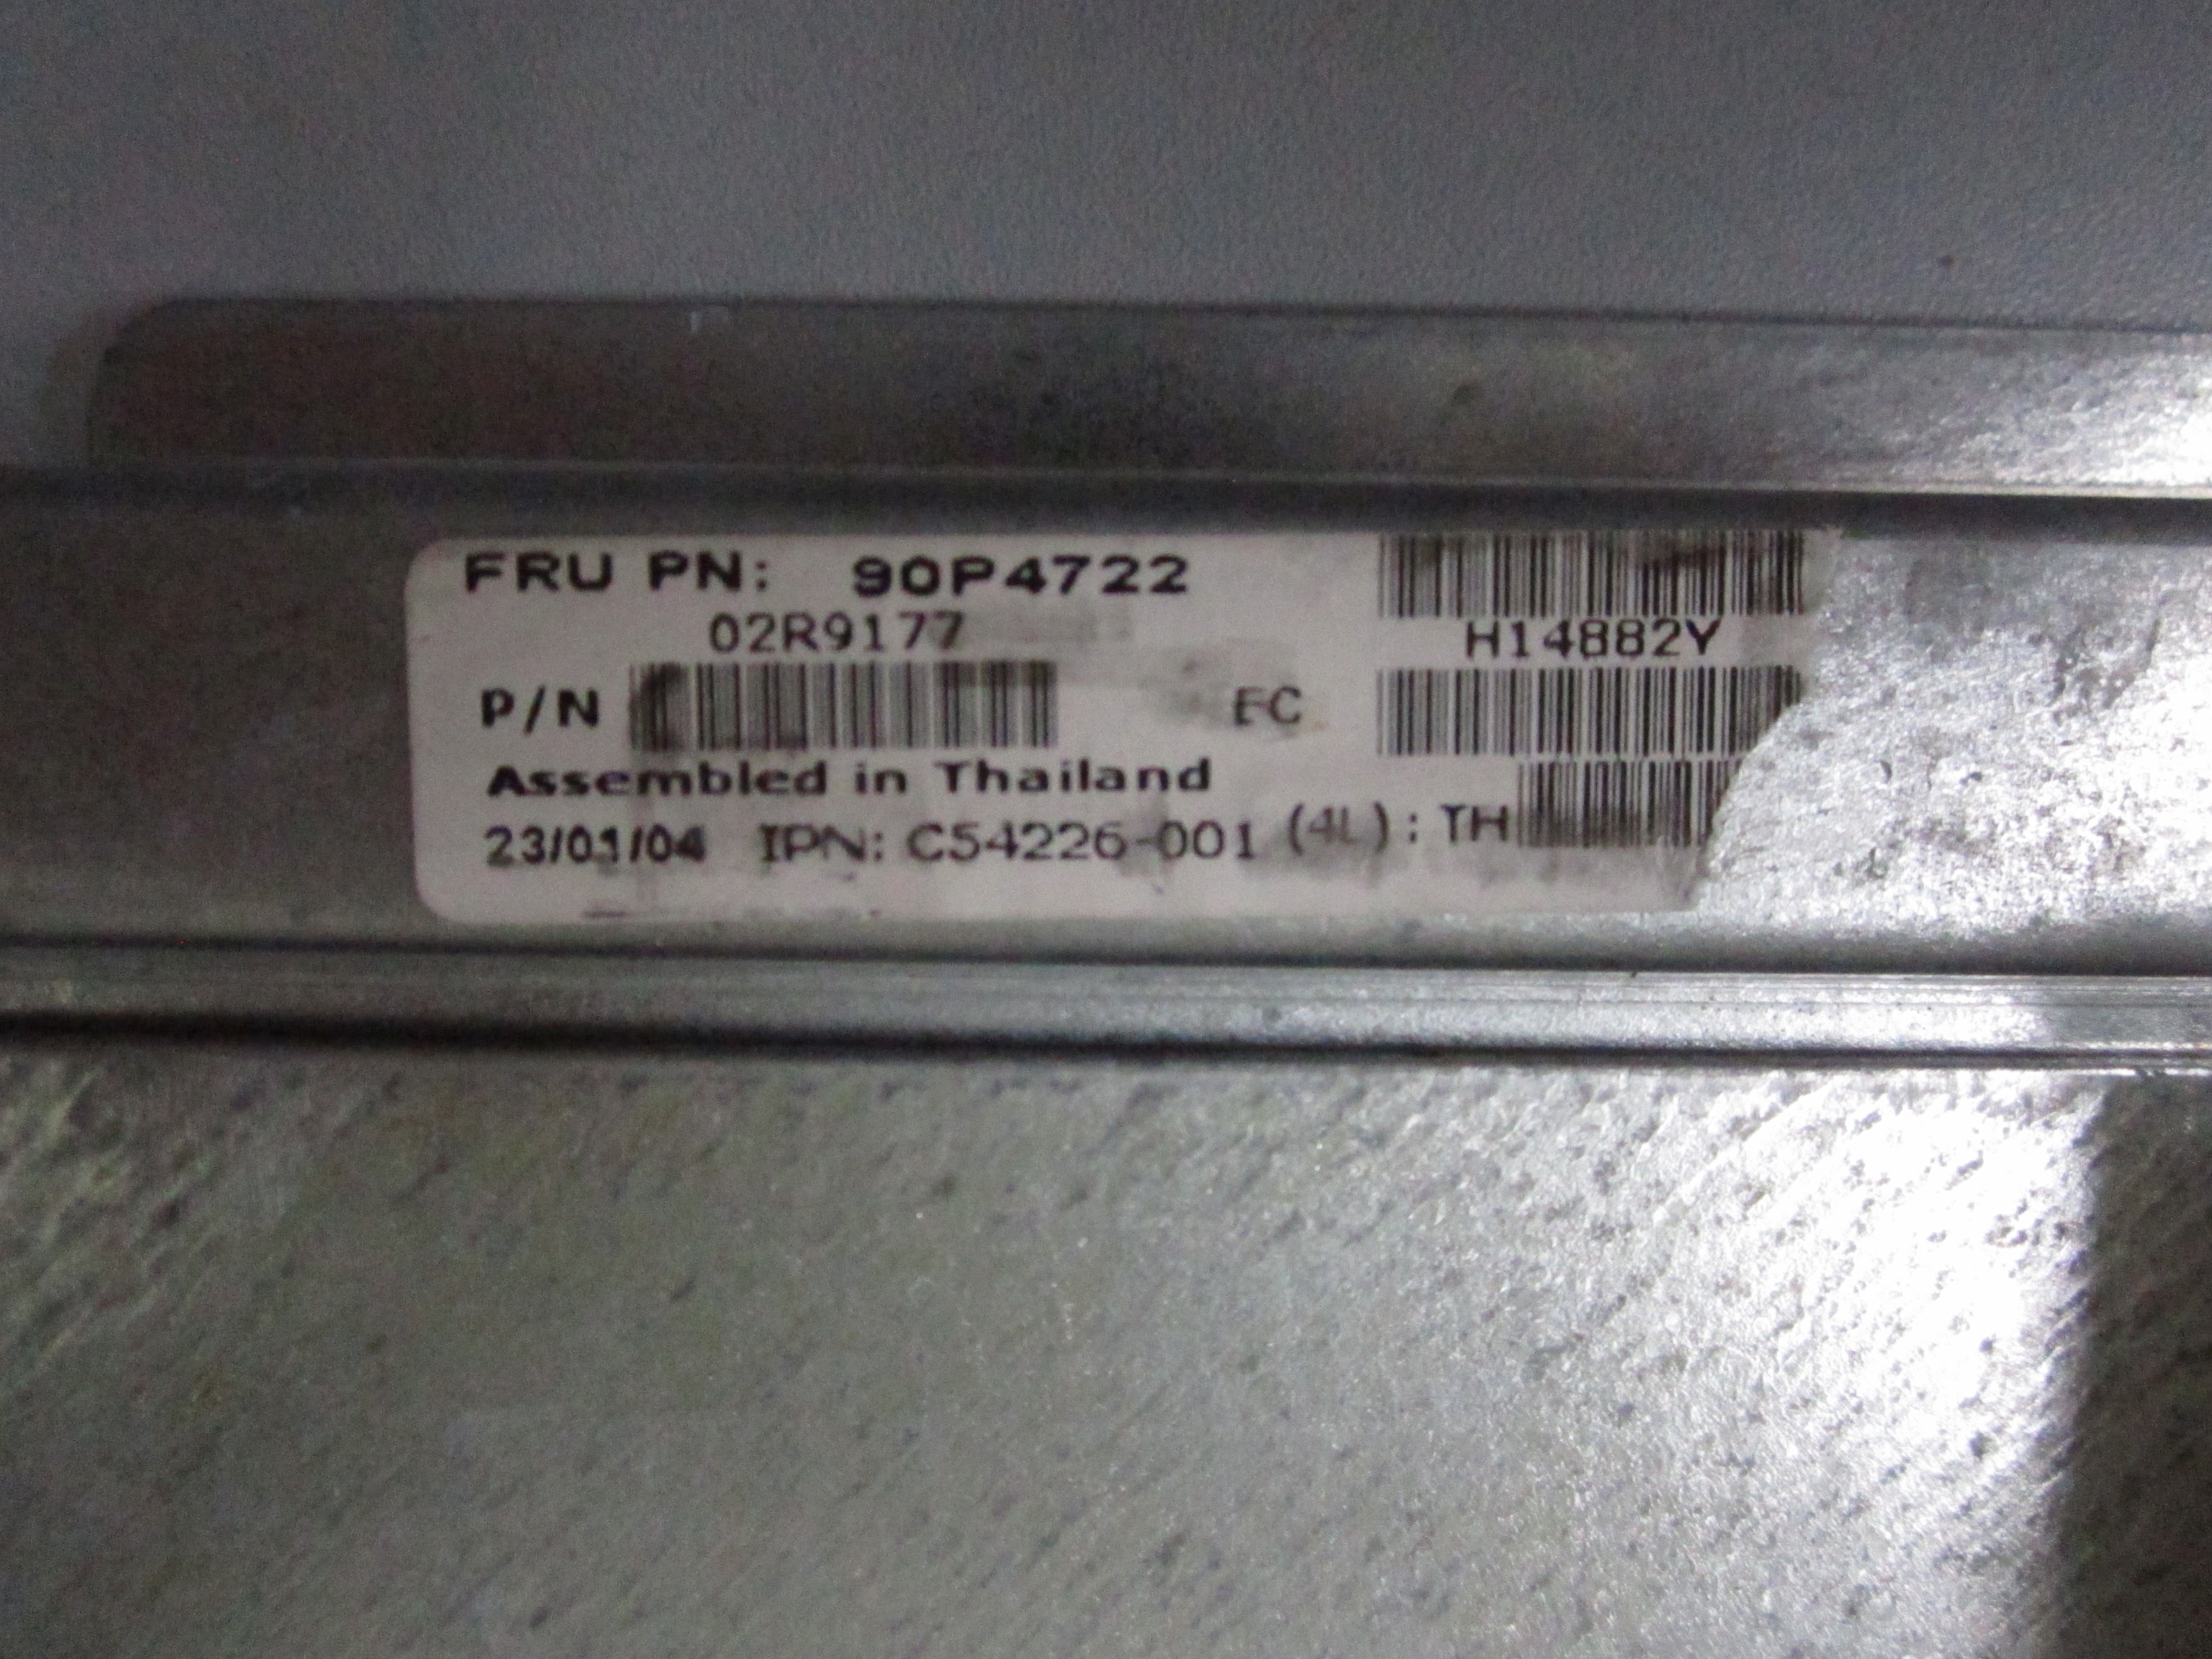 FRU PN: 90P4722
02R9177
H14882Y
P/N
EC
Assembled in Thailand
23/01/04 IPN: C54226-001 (4L): TH